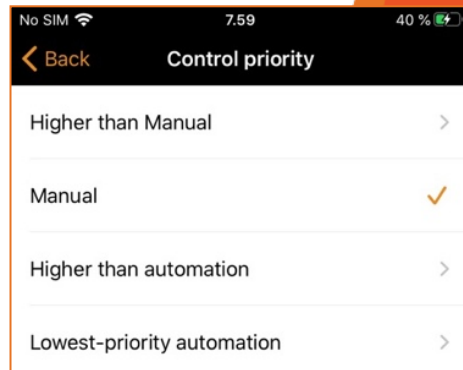 No SIM 7.59 40 %
Back Control priority
Higher than Manual
Manual
Higher than automation
Lowest-priority automation